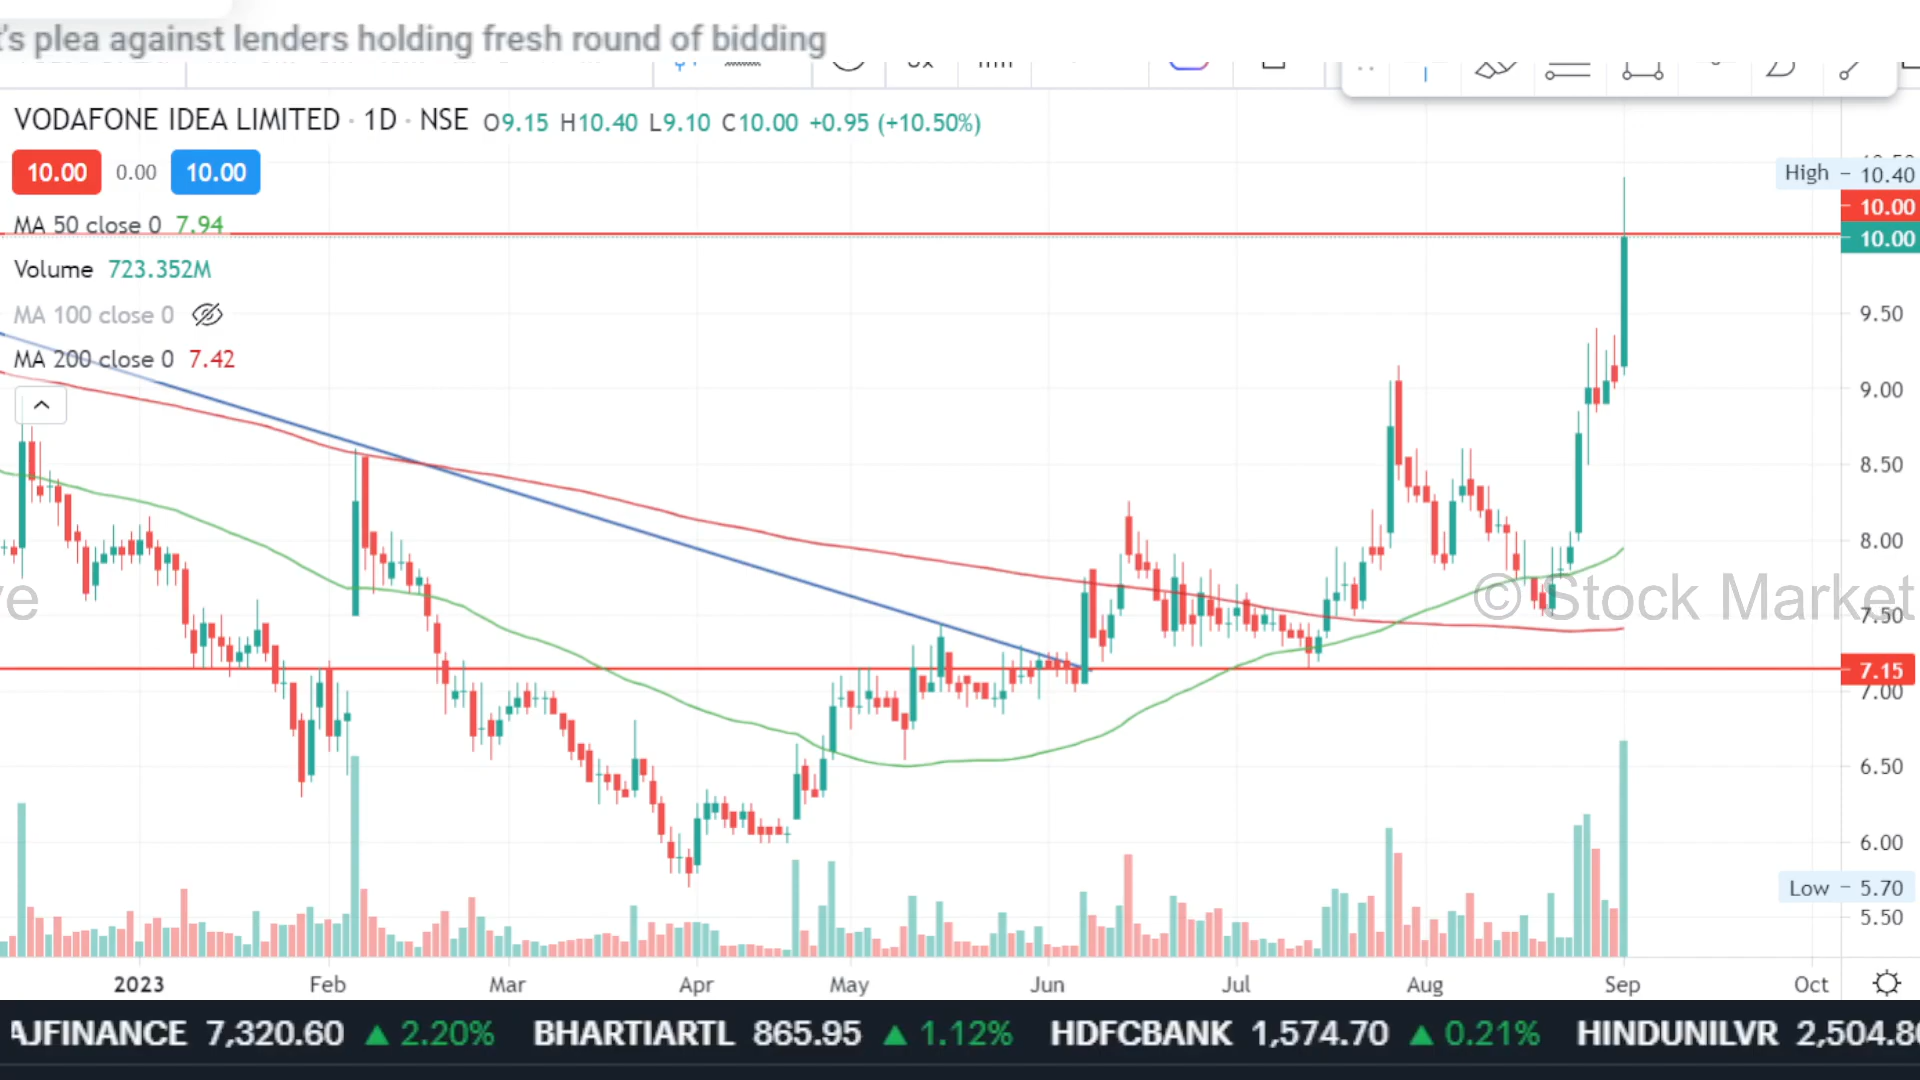 's plea against lenders holding fresh round of bidding
VODAFONE IDEA LIMITED · 1D · NSE O9.15 H10.40 L9.10 C10.00 +0.95 (+10.50%)
10.00 0.00 10.00
MA 50 close 0 7.94
Volume 723.352M
MA 100 close 0
MA 200 close 0 7.42
High 10.40
10.00
10.00
9.50
9.00
8.50
8.00
© Stock Market
7.50
7.15
7.00
6.50
6.00
Low 5.70
5.50
2023 Feb Mar Apr May Jun Jul Aug Sep Oct
AJFINANCE 7,320.60 ▲ 2.20% BHARTIARTL 865.95 ▲ 1.12% HDFCBANK 1,574.70 ▲ 0.21% HINDUNILVR 2,504.80